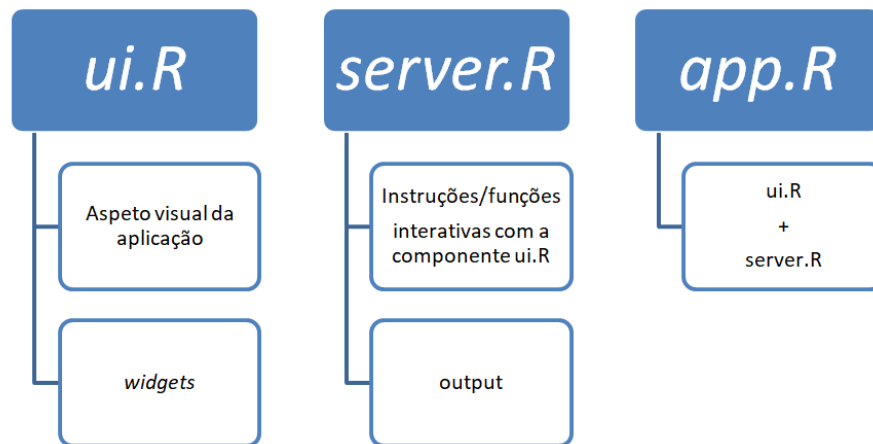 ui.R
Aspeto visual da
aplicação
widgets
server.R
Instruções/funções
interativas com a
componente ui.R
output
app.R
ui.R
+
server.R